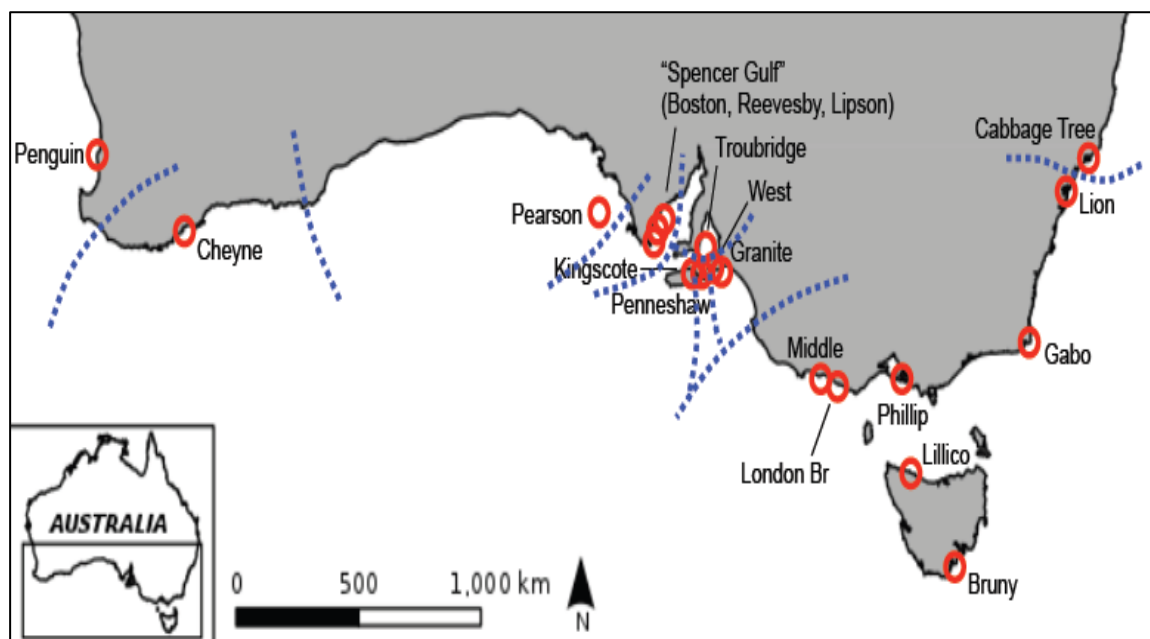 “Spencer Gulf”
(Boston, Reevesby, Lipson)
Cabbage Tree
Troubridge
Penguin
West
Lion
Pearson
Granite
Cheyne
Kingscote
Penneshaw
Middle
Gabo
Phillip
London Br
Lillico
AUSTRALIA
0 500 1,000 km
Bruny
N